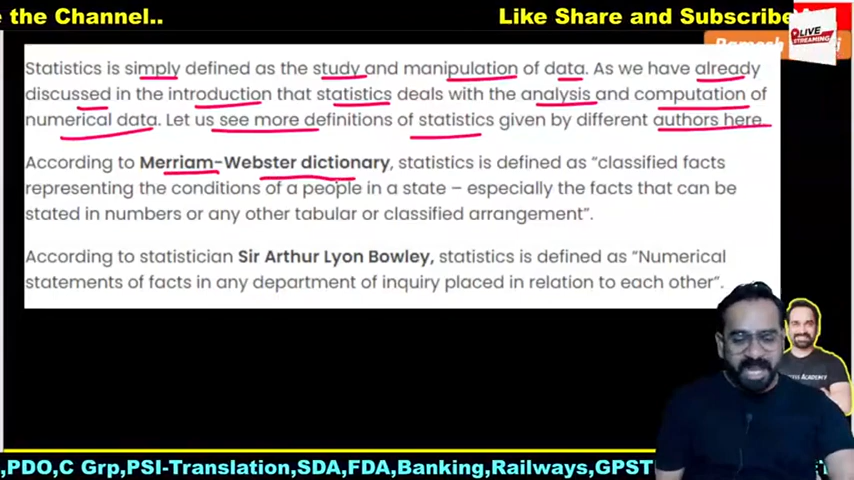 e the Channel..
Like Share and Subscribe
LIVE
STREAMING
Statistics is simply defined as the study and manipulation of data. As we have already
discussed in the introduction that statistics deals with the analysis and computation of
numerical data. Let us see more definitions of statistics given by different authors here.
According to Merriam-Webster dictionary, statistics is defined as “classified facts
representing the conditions of a people in a state – especially the facts that can be
stated in numbers or any other tabular or classified arrangement”.
According to statistician Sir Arthur Lyon Bowley, statistics is defined as “Numerical
statements of facts in any department of inquiry placed in relation to each other”.
ACADEMY
,PDO,C Grp,PSI-Translation,SDA,FDA,Banking,Railways,GPST